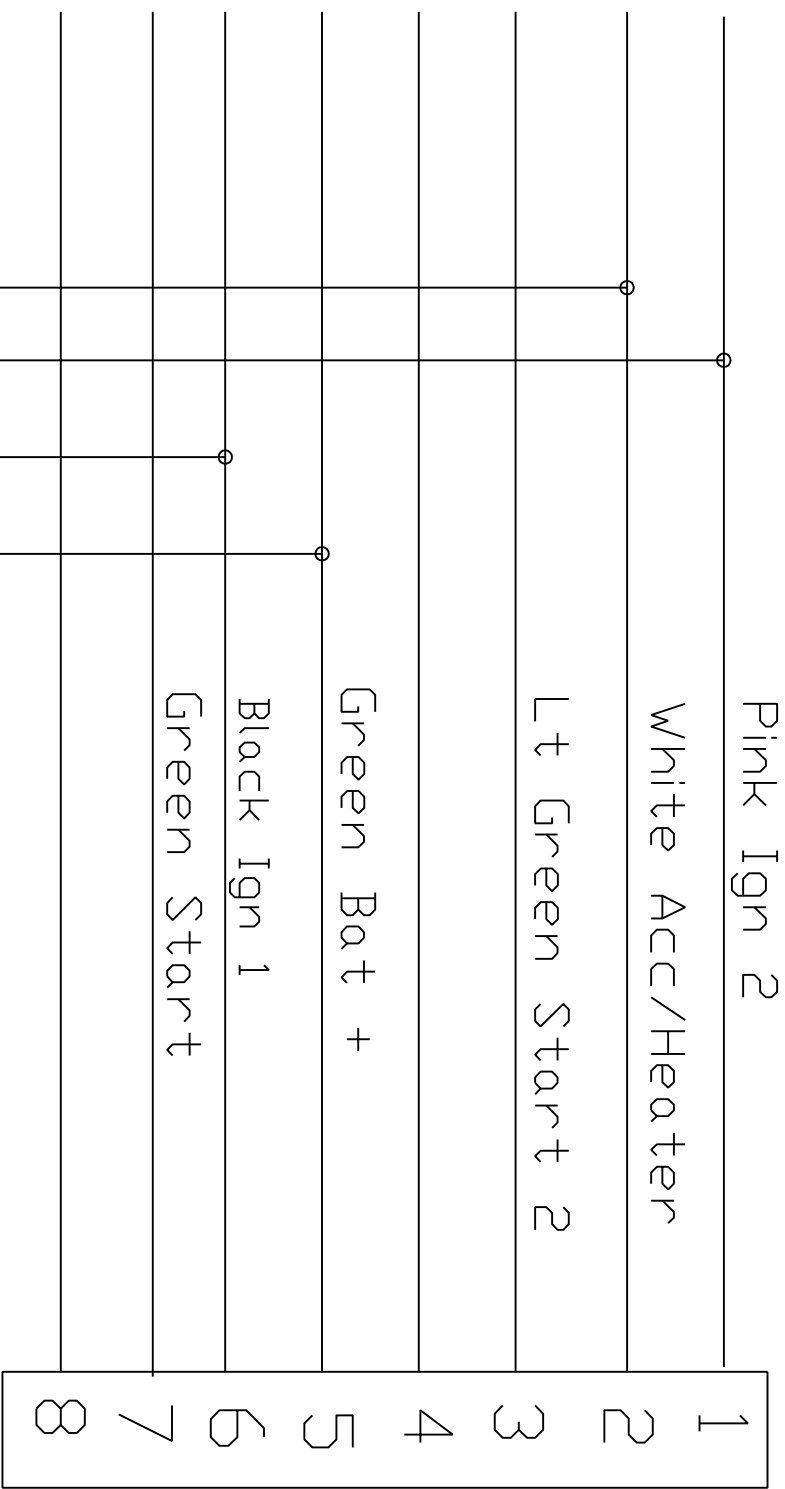 Pink Ign 2
White Acc/Heater
Lt Green Start 2
Green Bat +
Black Ign 1
Green Start
1
2
3
4
5
6
7
8